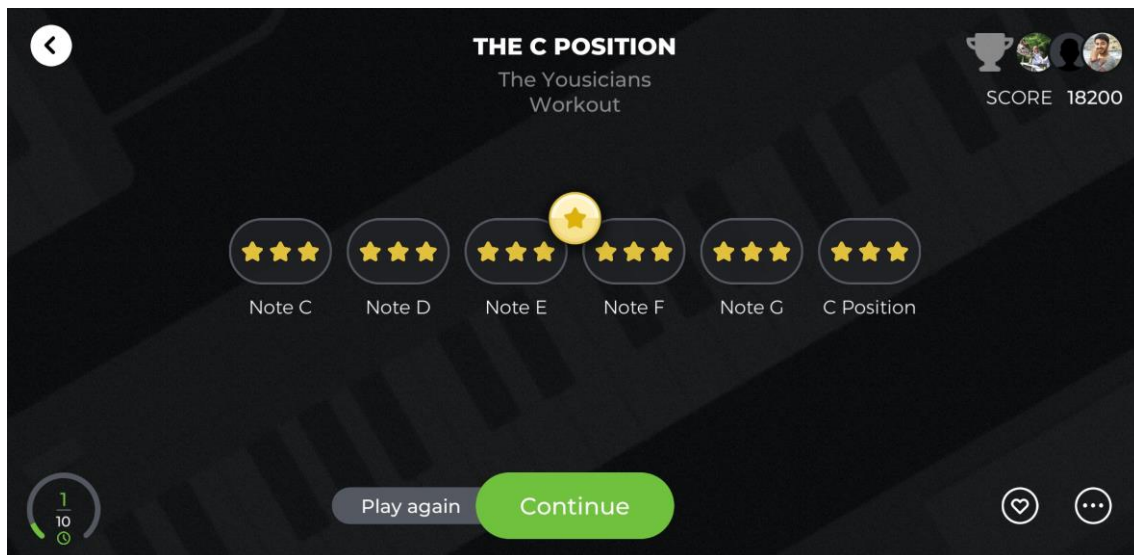 THE C POSITION
The Yousicians
Workout
SCORE 18200
Note C
Note D
Note E
Note F
Note G
C Position
1
10
Play again
Continue